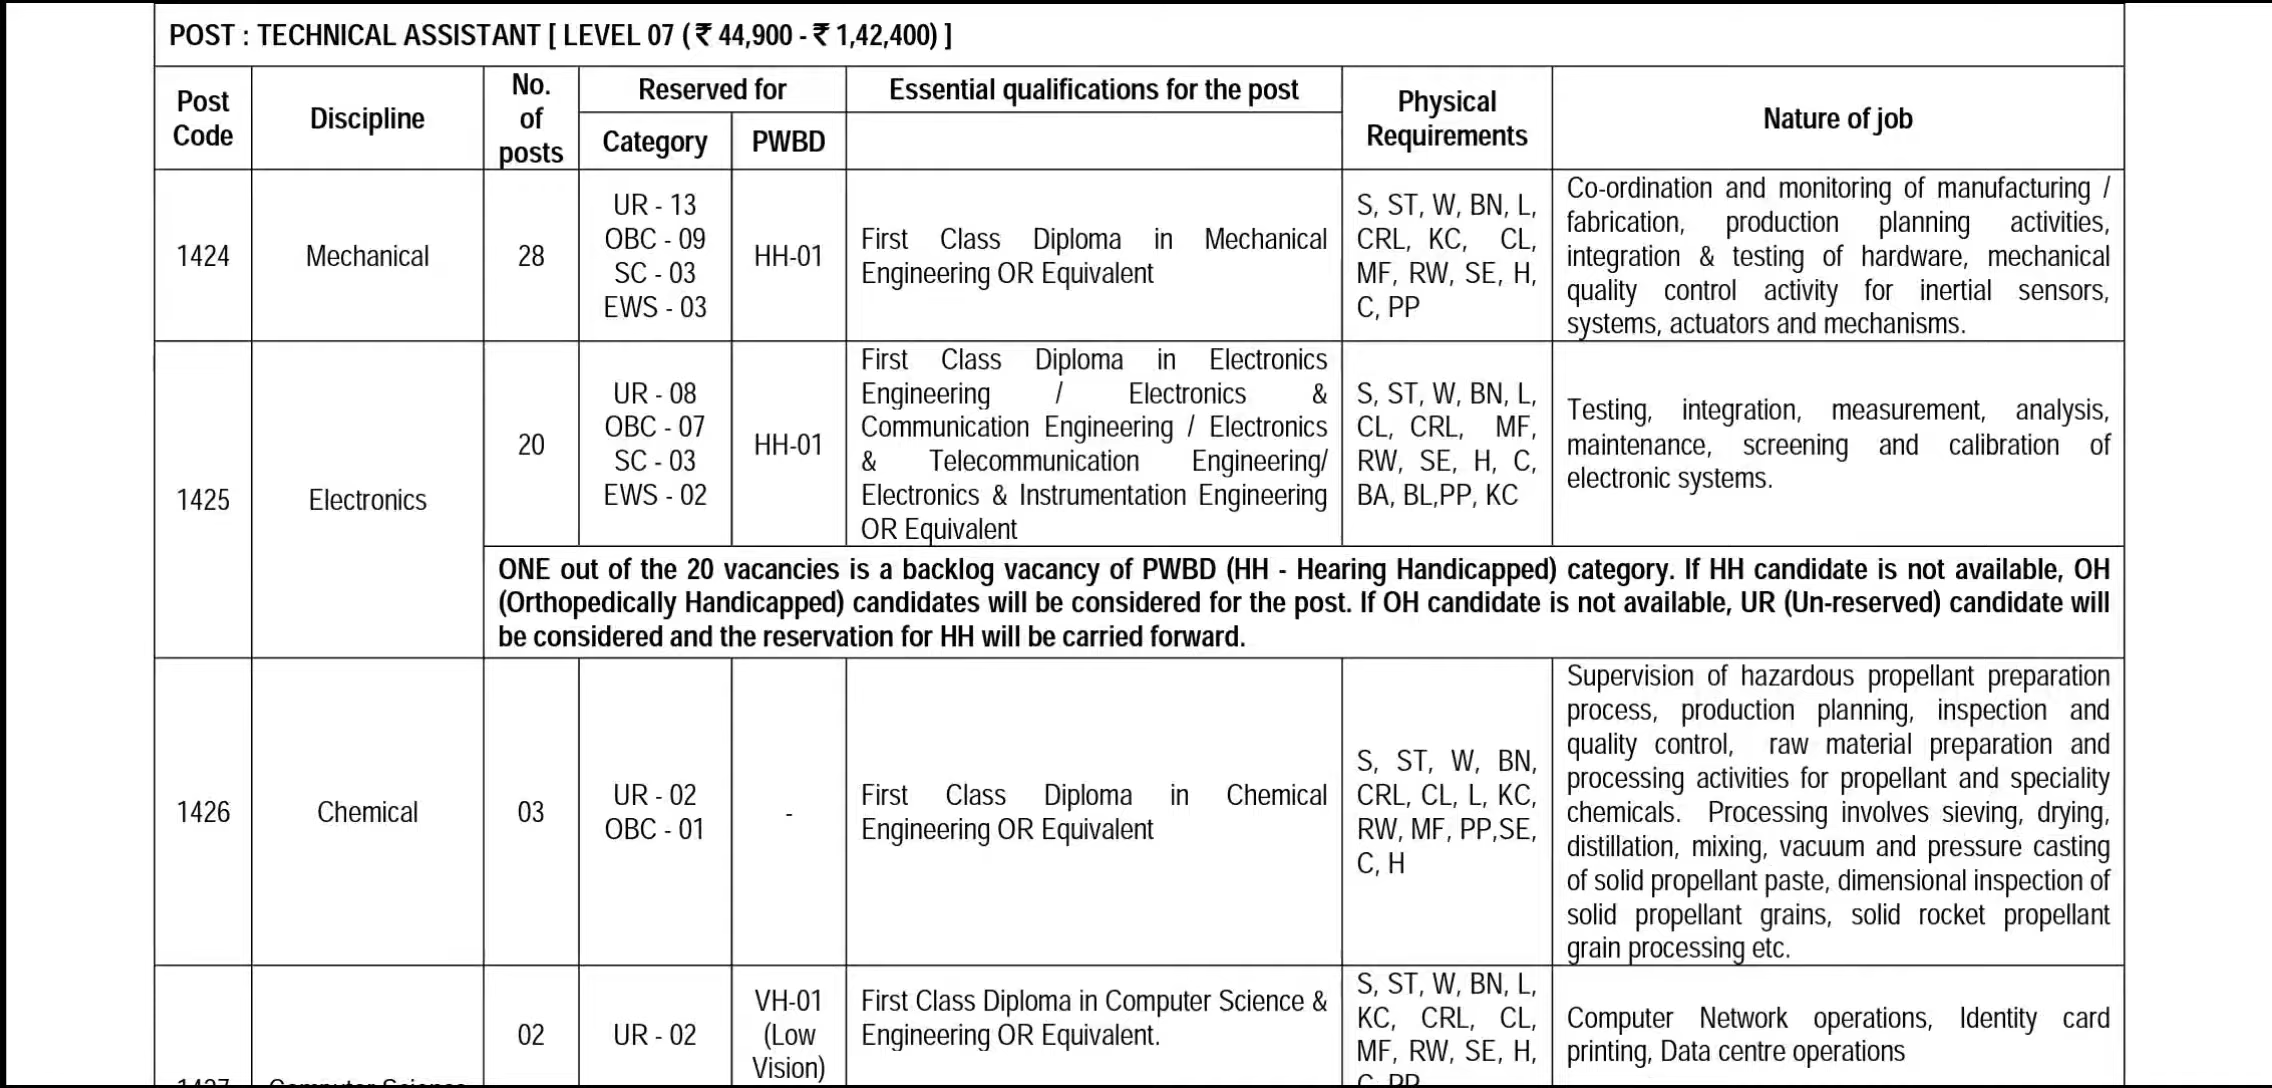 POST : TECHNICAL ASSISTANT [ LEVEL 07 ( ₹ 44,900 - ₹ 1,42,400) ]
Post
Code
Discipline
No.
of
posts
Reserved for
Category
PWBD
Essential qualifications for the post
Physical
Requirements
Nature of job
1424
Mechanical
28
UR - 13
OBC - 09
SC - 03
EWS - 03
HH-01
First Class Diploma in Mechanical
Engineering OR Equivalent
S, ST, W, BN, L,
CRL, KC, CL,
MF, RW, SE, H,
C, PP
Co-ordination and monitoring of manufacturing /
fabrication, production planning activities,
integration & testing of hardware, mechanical
quality control activity for inertial sensors,
systems, actuators and mechanisms.
1425
Electronics
20
UR - 08
OBC - 07
SC - 03
EWS - 02
HH-01
First Class Diploma in Electronics
Engineering / Electronics &
Communication Engineering / Electronics
& Telecommunication Engineering/
Electronics & Instrumentation Engineering
OR Equivalent
S, ST, W, BN, L,
CL, CRL, MF,
RW, SE, H, C,
BA, BL,PP, KC
Testing, integration, measurement, analysis,
maintenance, screening and calibration of
electronic systems.
ONE out of the 20 vacancies is a backlog vacancy of PWBD (HH - Hearing Handicapped) category. If HH candidate is not available, OH
(Orthopedically Handicapped) candidates will be considered for the post. If OH candidate is not available, UR (Un-reserved) candidate will
be considered and the reservation for HH will be carried forward.
1426
Chemical
03
UR - 02
OBC - 01
-
First Class Diploma in Chemical
Engineering OR Equivalent
S, ST, W, BN,
CRL, CL, L, KC,
RW, MF, PP,SE,
C, H
Supervision of hazardous propellant preparation
process, production planning, inspection and
quality control, raw material preparation and
processing activities for propellant and speciality
chemicals. Processing involves sieving, drying,
distillation, mixing, vacuum and pressure casting
of solid propellant paste, dimensional inspection of
solid propellant grains, solid rocket propellant
grain processing etc.
1427
Computer Science
02
UR - 02
VH-01
(Low
Vision)
First Class Diploma in Computer Science &
Engineering OR Equivalent.
S, ST, W, BN, L,
KC, CRL, CL,
MF, RW, SE, H,
C, PP
Computer Network operations, Identity card
printing, Data centre operations